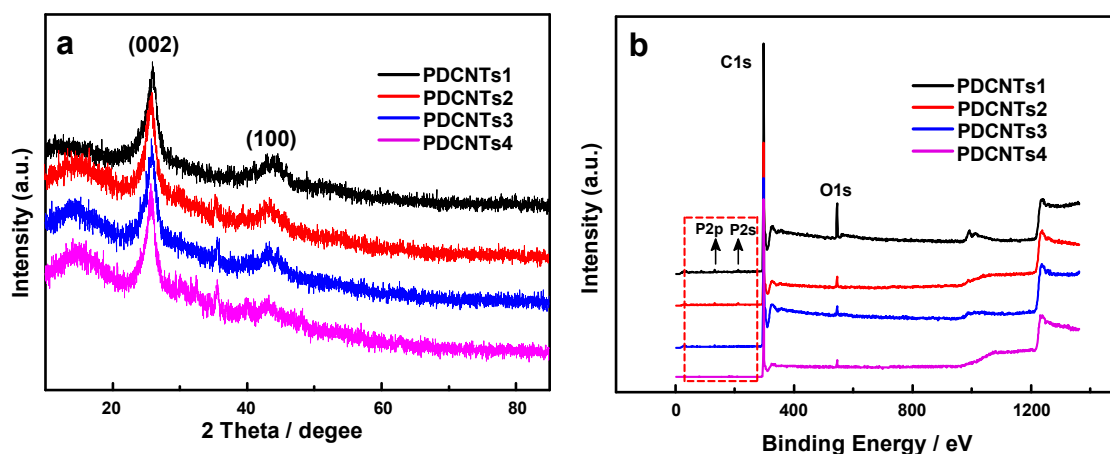 a
(002)
(100)
PDCNTs1
PDCNTs2
PDCNTs3
PDCNTs4
Intensity (a.u.)
20 40 60 80
2 Theta / degee
b
C1s
O1s
P2p P2s
PDCNTs1
PDCNTs2
PDCNTs3
PDCNTs4
Intensity (a.u.)
0 400 800 1200
Binding Energy / eV